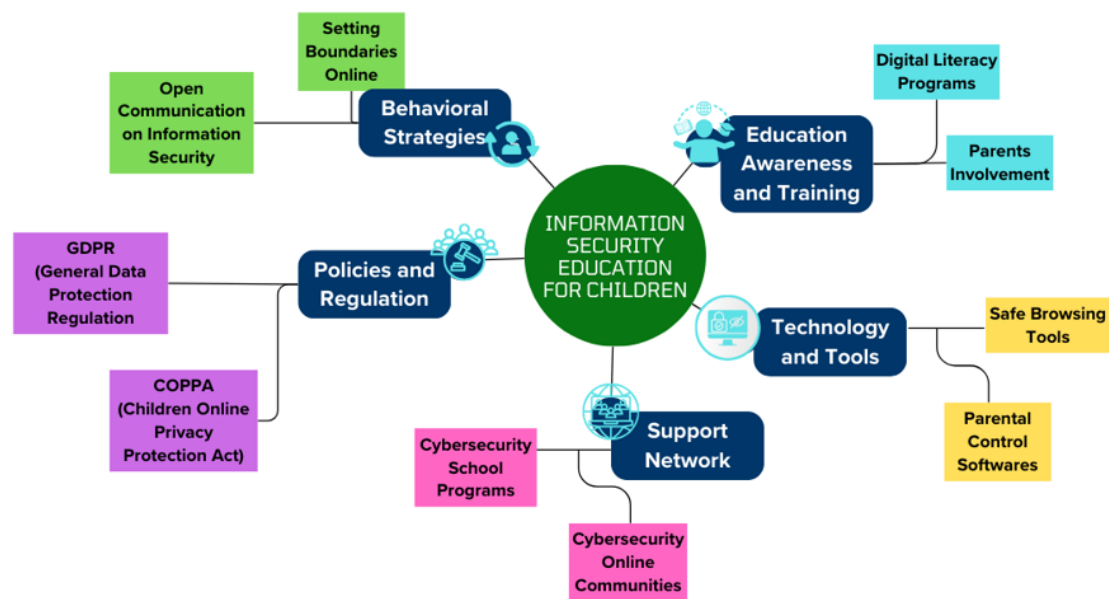 Setting
Boundaries
Online
Open
Communication
on Information
Security
Behavioral
Strategies
Digital Literacy
Programs
Education
Awareness
and Training
Parents
Involvement
INFORMATION
SECURITY
EDUCATION
FOR CHILDREN
GDPR
(General Data
Protection
Regulation
Policies and
Regulation
COPPA
(Children Online
Privacy
Protection Act)
Technology
and Tools
Safe Browsing
Tools
Parental
Control
Softwares
Support
Network
Cybersecurity
School
Programs
Cybersecurity
Online
Communities